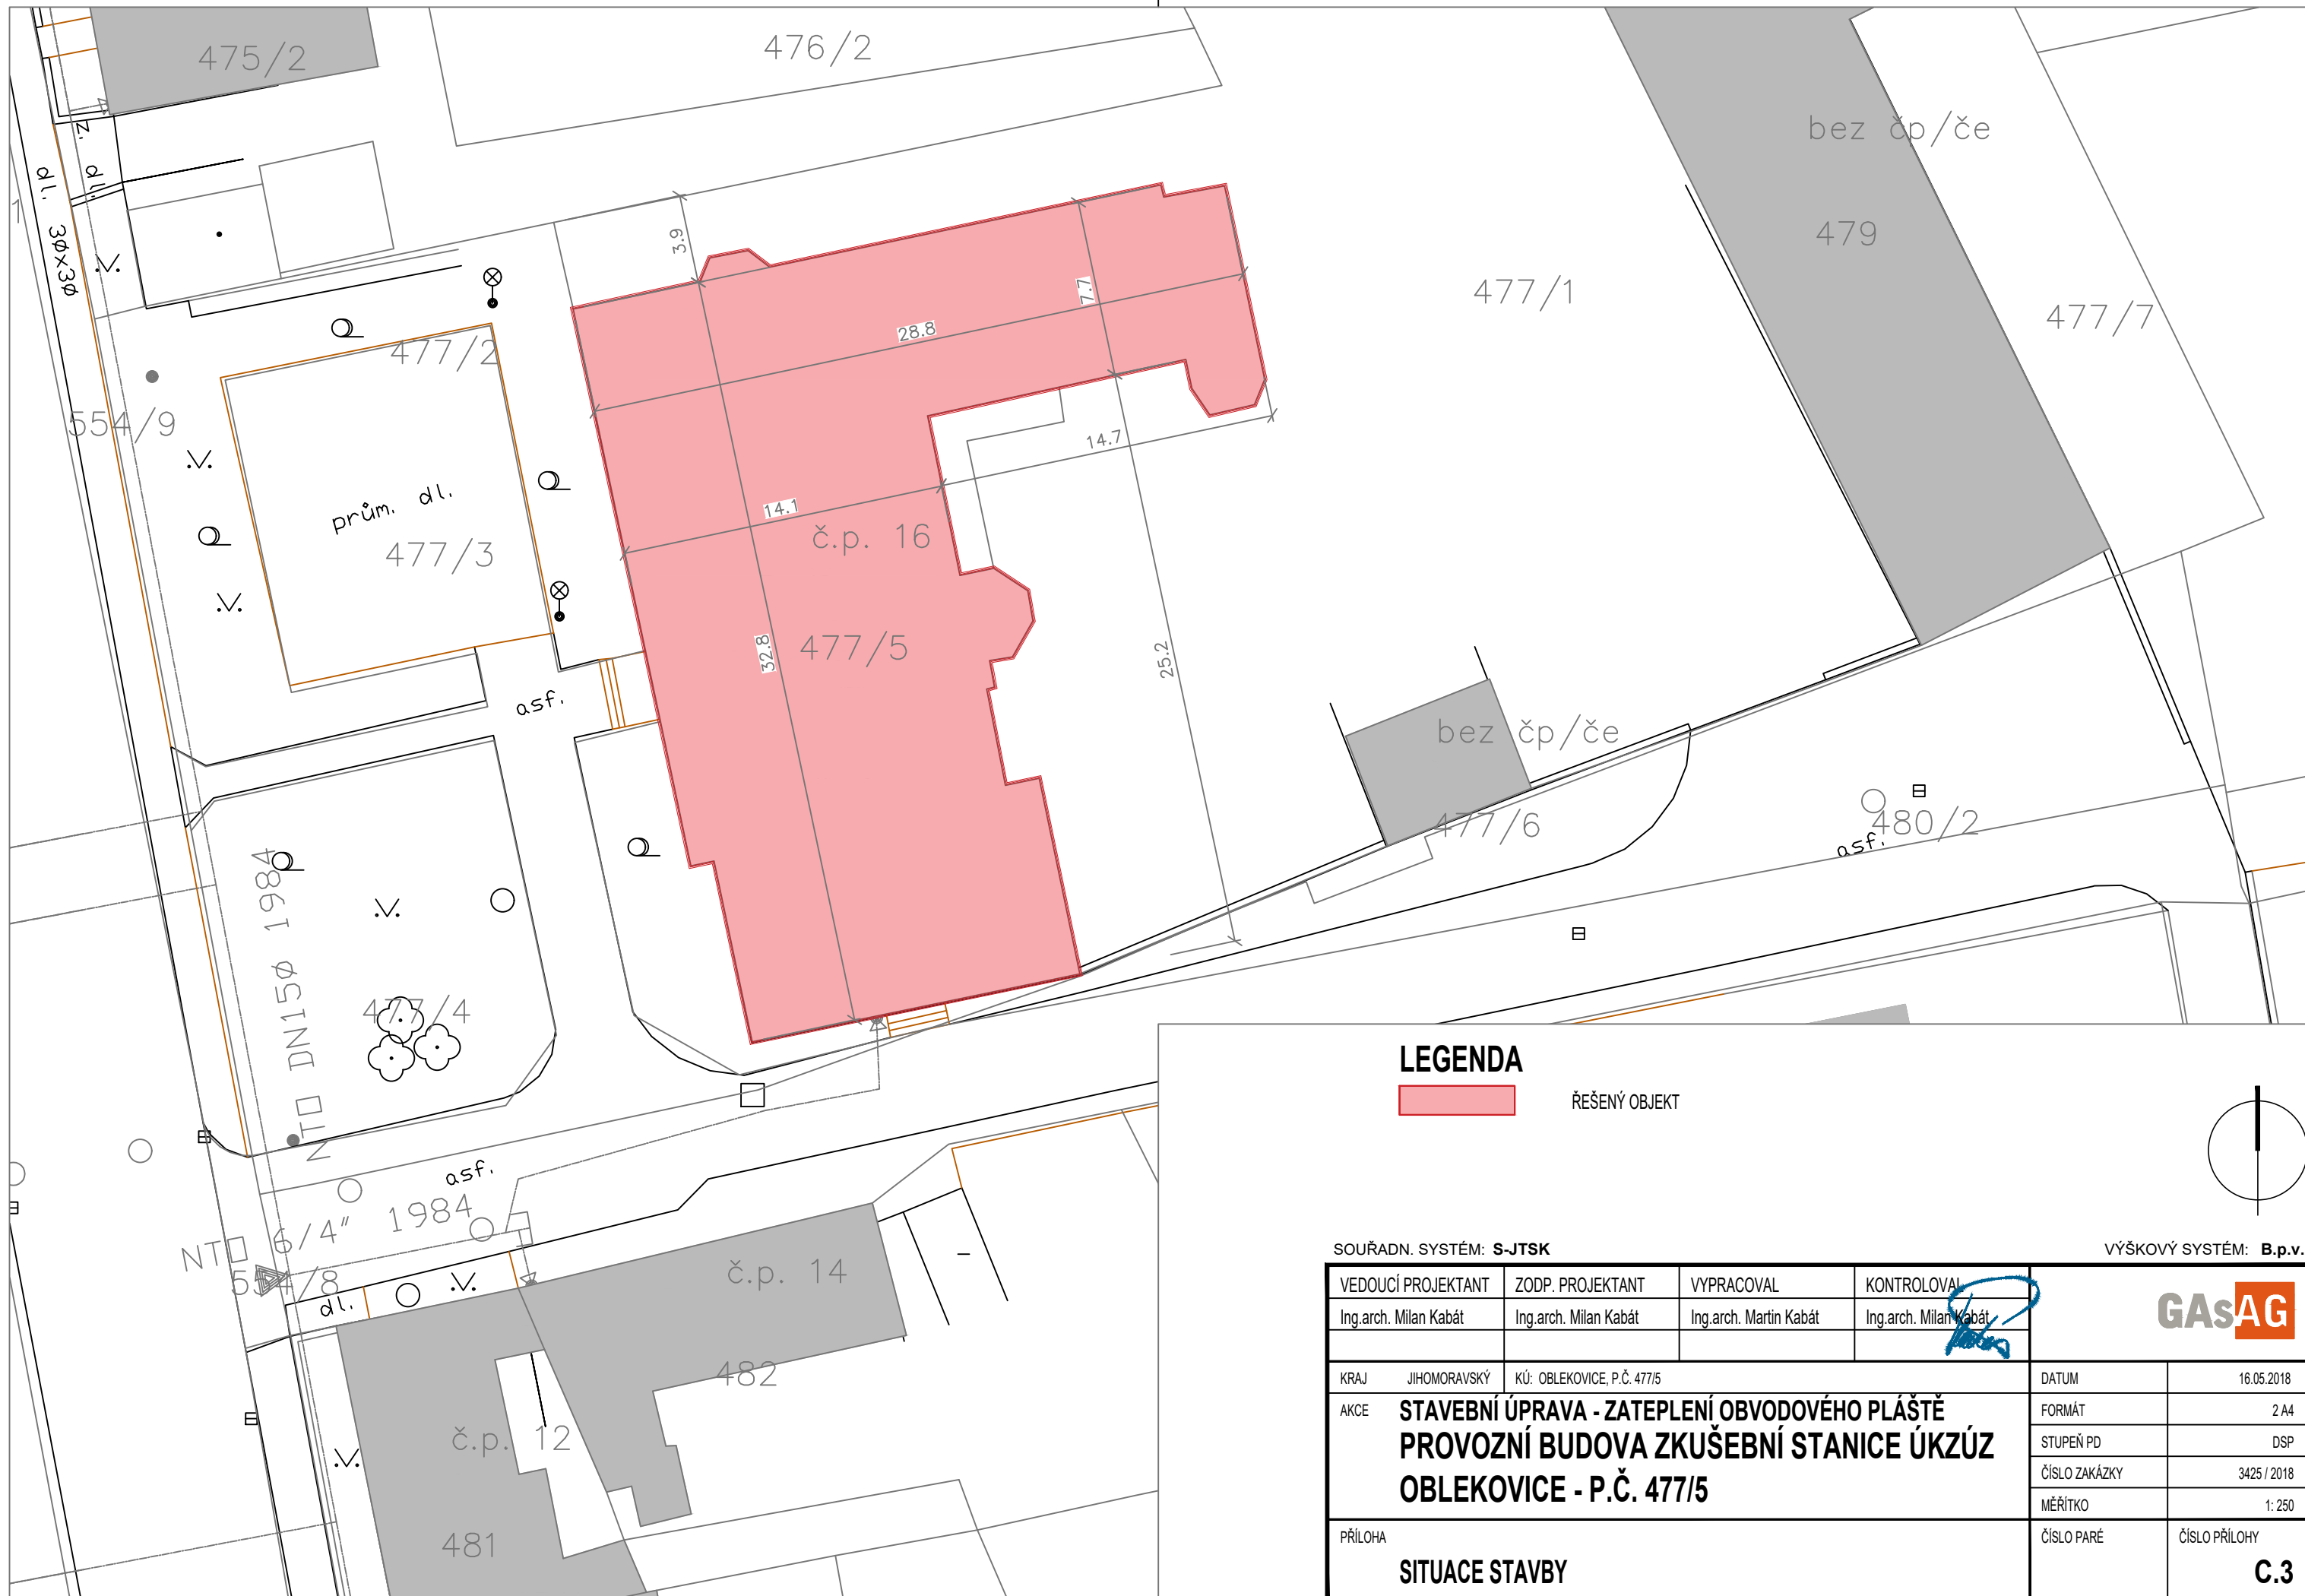 475/2
476/2
bez čp/če
z. dl.
dl. 3øx3ø
1
479
3.9
477/1
7.7
477/7
28.8
477/2
554/9
14.7
prům. dl.
14.1
č.p. 16
477/3
32.8
477/5
25.2
asf.
bez čp/če
477/6
480/2
asf.
NTO DN15ø 1984
477/4
asf.
NTO 6/4" 1984
554/8
dl.
č.p. 14
482
č.p. 12
481
LEGENDA
ŘEŠENÝ OBJEKT
SOUŘADN. SYSTÉM: S-JTSK
VÝŠKOVÝ SYSTÉM: B.p.v.
VEDOUCÍ PROJEKTANT ZODP. PROJEKTANT VYPRACOVAL KONTROLOVAL
Ing.arch. Milan Kabát Ing.arch. Milan Kabát Ing.arch. Martin Kabát Ing.arch. Milan Kabát
GAsAG
KRAJ JIHOMORAVSKÝ KÚ: OBLEKOVICE, P.Č. 477/5
DATUM 16.05.2018
AKCE STAVEBNÍ ÚPRAVA - ZATEPLENÍ OBVODOVÉHO PLÁŠTĚ
PROVOZNÍ BUDOVA ZKUŠEBNÍ STANICE ÚKZÚZ
OBLEKOVICE - P.Č. 477/5
FORMÁT 2 A4
STUPEŇ PD DSP
ČÍSLO ZAKÁZKY 3425 / 2018
MĚŘÍTKO 1: 250
PŘÍLOHA
SITUACE STAVBY
ČÍSLO PARÉ
ČÍSLO PŘÍLOHY
C.3